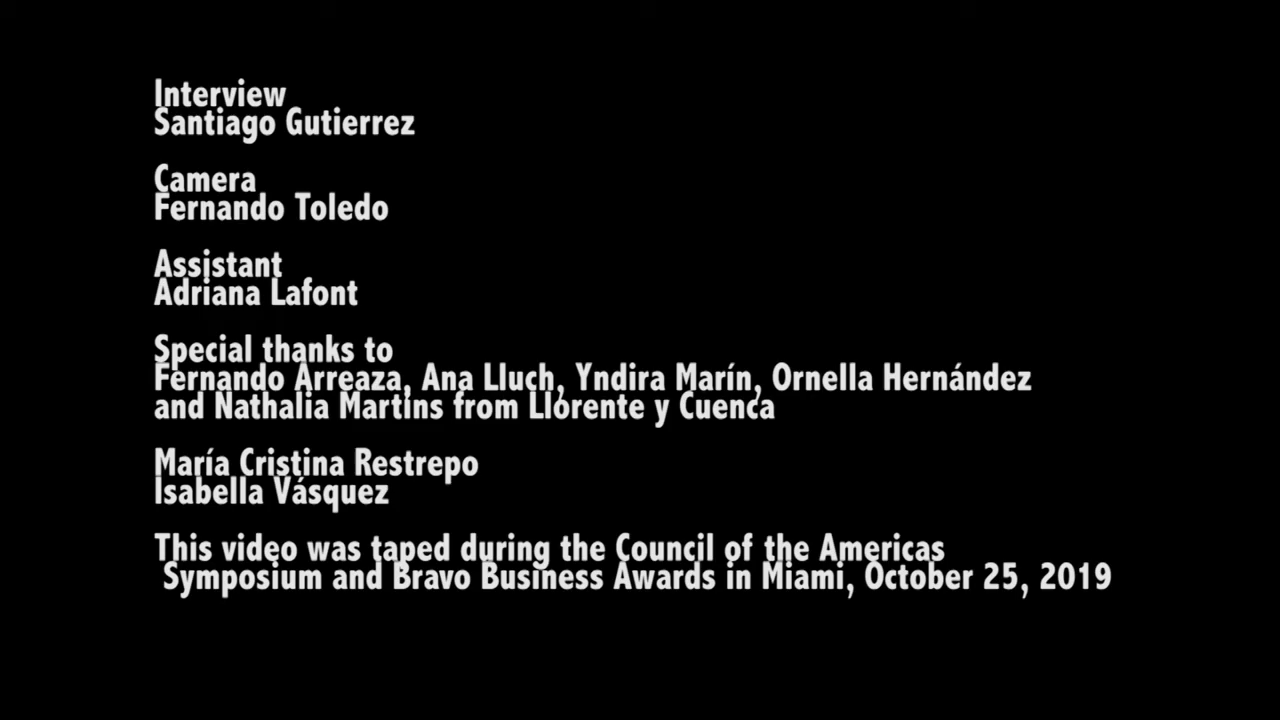 Interview
Santiago Gutierrez
Camera
Fernando Toledo
Assistant
Adriana Lafont
Special thanks to
Fernando Arreaza, Ana Lluch, Yndira Marín, Ornella Hernández
and Nathalia Martins from Llorente y Cuenca
María Cristina Restrepo
Isabella Vásquez
This video was taped during the Council of the Americas
Symposium and Bravo Business Awards in Miami, October 25, 2019